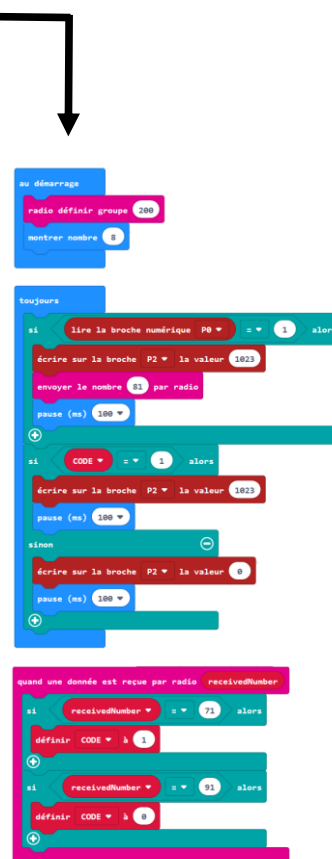 au démarrage
radio définir groupe 200
montrer nombre 8
toujours
si lire la broche numérique P0 = 1 alor
écrire sur la broche P2 la valeur 1023
envoyer le nombre 81 par radio
pause (ms) 100
si CODE = 1 alors
écrire sur la broche P2 la valeur 1023
pause (ms) 100
sinon
écrire sur la broche P2 la valeur 0
pause (ms) 100
quand une donnée est reçue par radio receivedNumber
si receivedNumber = 71 alors
définir CODE à 1
si receivedNumber = 91 alors
définir CODE à 0